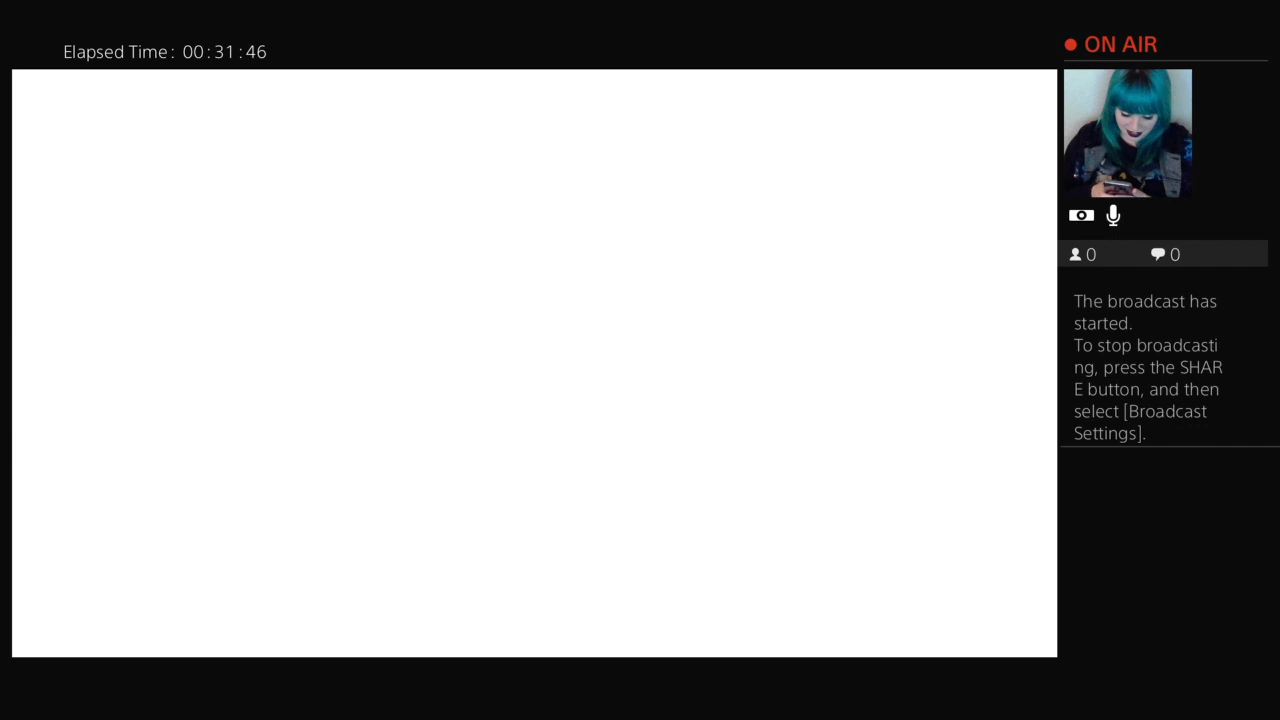 Elapsed Time: 00:31:46
ON AIR
0 0
The broadcast has
started.
To stop broadcasti
ng, press the SHAR
E button, and then
select [Broadcast
Settings].